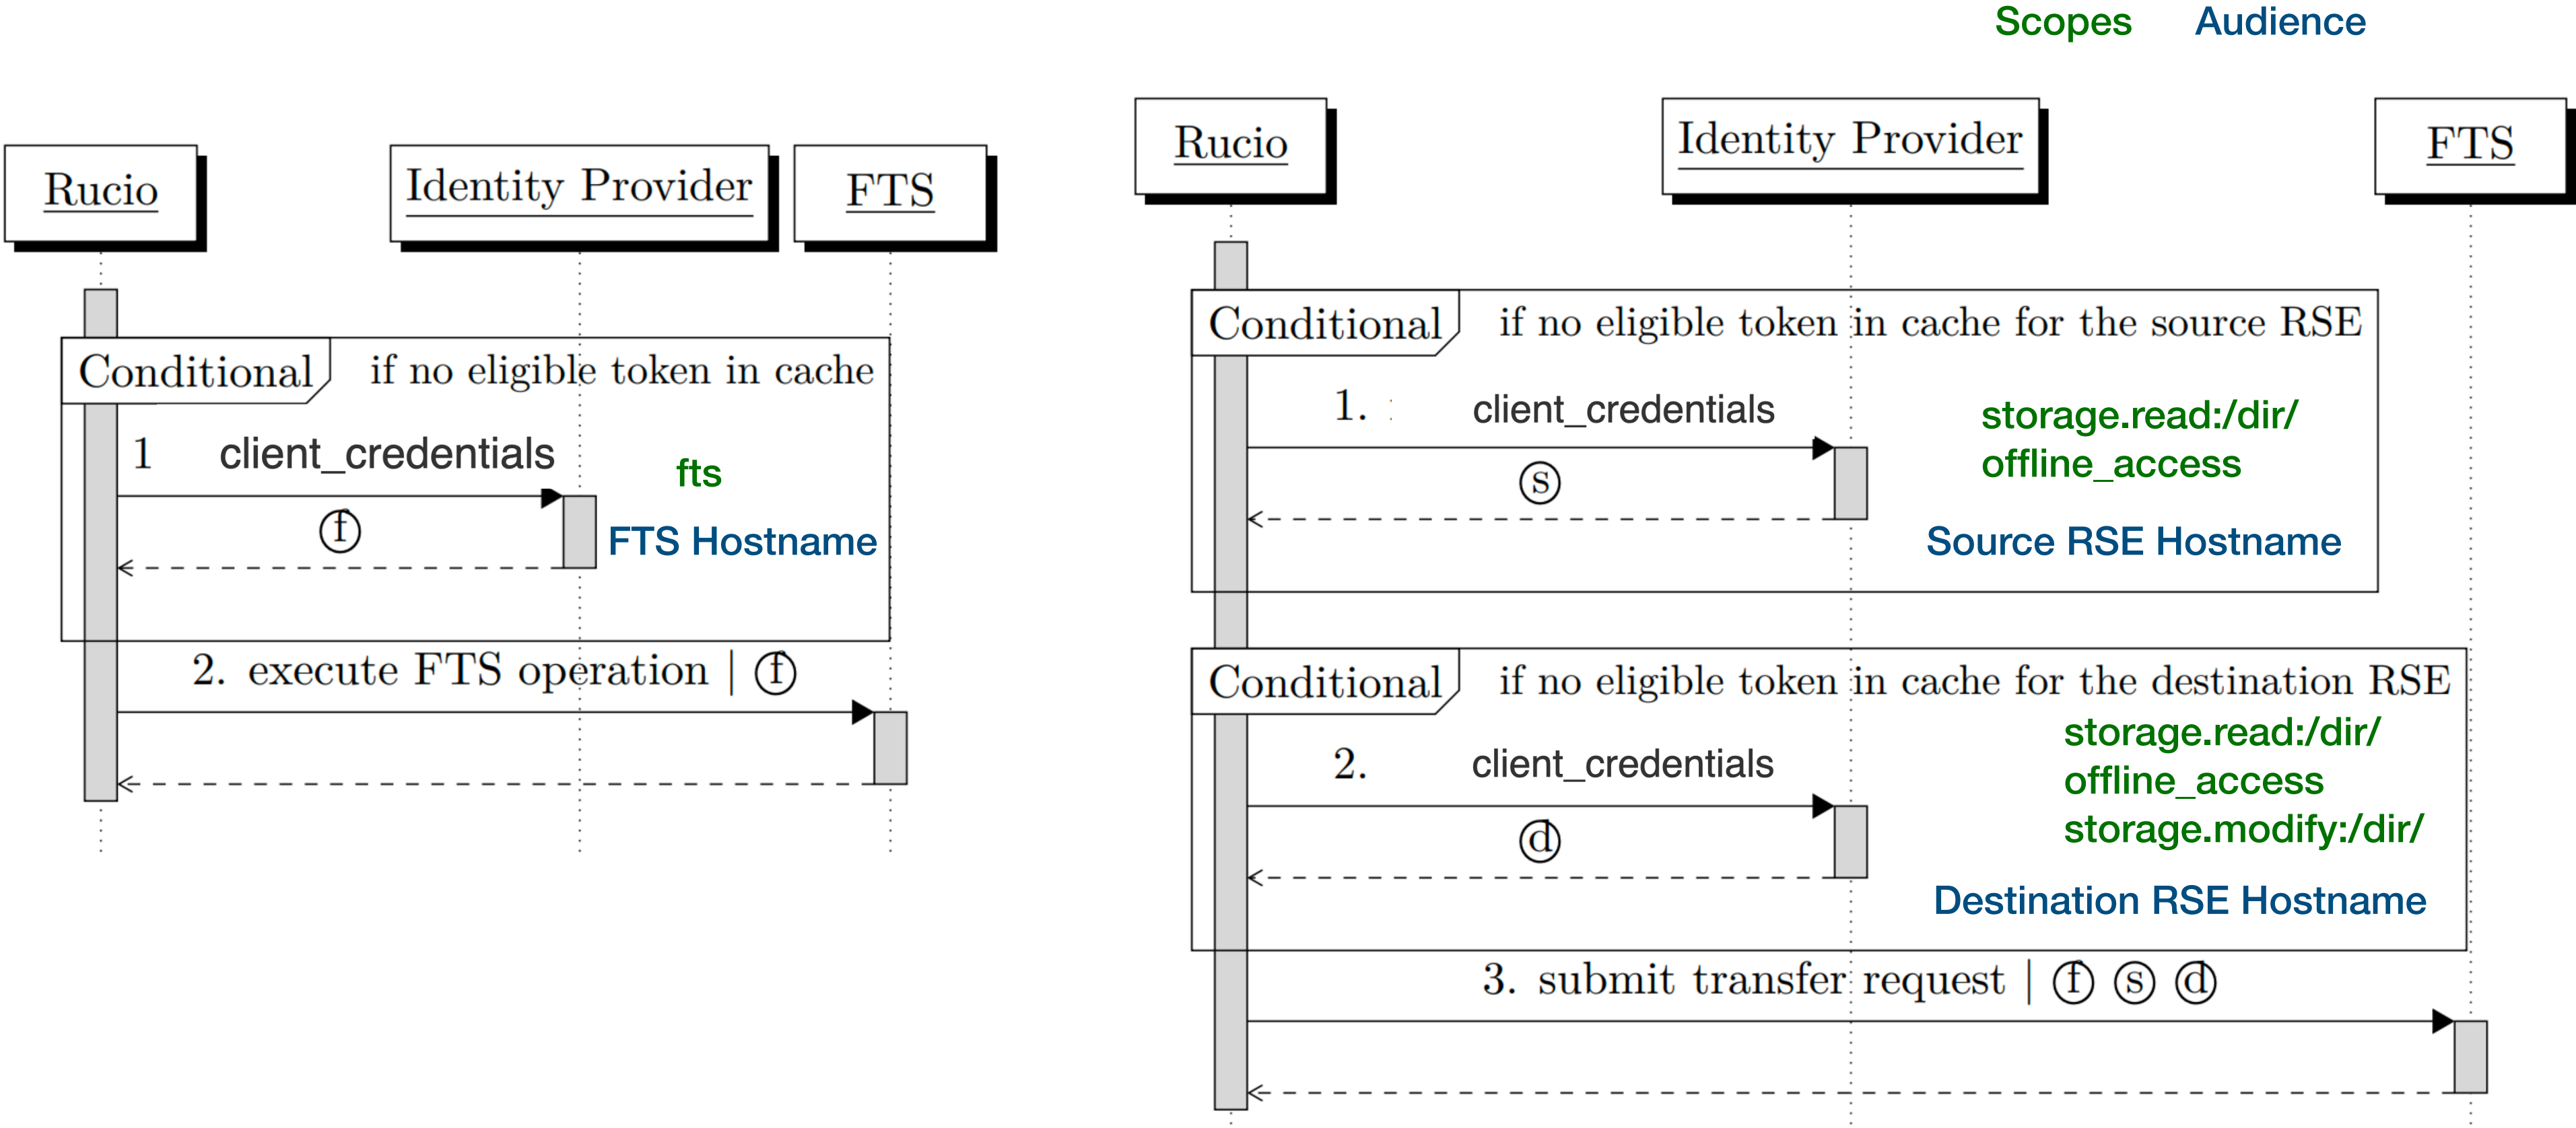 Scopes Audience
Rucio
Identity Provider
FTS
Conditional if no eligible token in cache
1 client_credentials
fts
ⓕ
FTS Hostname
2. execute FTS operation | ⓕ
Rucio
Identity Provider
FTS
Conditional if no eligible token in cache for the source RSE
1. client_credentials
storage.read:/dir/
offline_access
ⓢ
Source RSE Hostname
Conditional if no eligible token in cache for the destination RSE
2. client_credentials
storage.read:/dir/
offline_access
storage.modify:/dir/
ⓓ
Destination RSE Hostname
3. submit transfer request | ⓕ ⓢ ⓓ